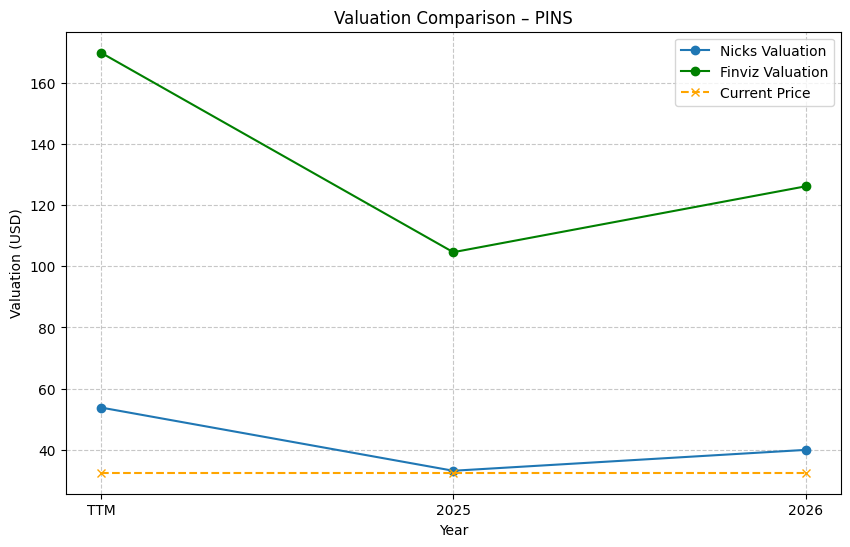 Valuation Comparison – PINS
Nicks Valuation
Finviz Valuation
Current Price
Valuation (USD)
160
140
120
100
80
60
40
TTM
2025
2026
Year